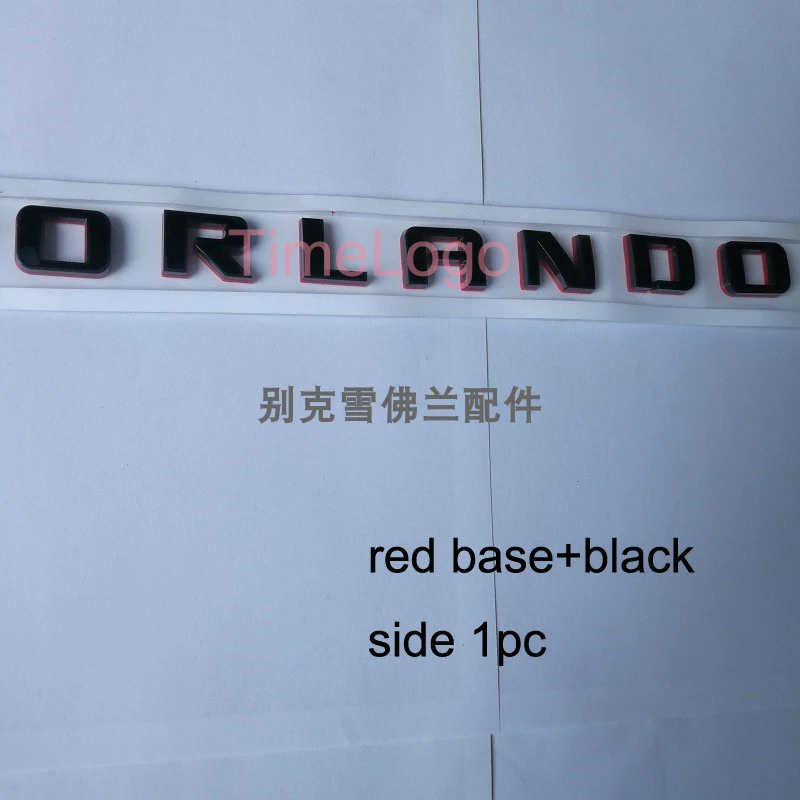 ORLANDO
TimeLogo
别克雪佛兰配件
red base+black
side 1pc